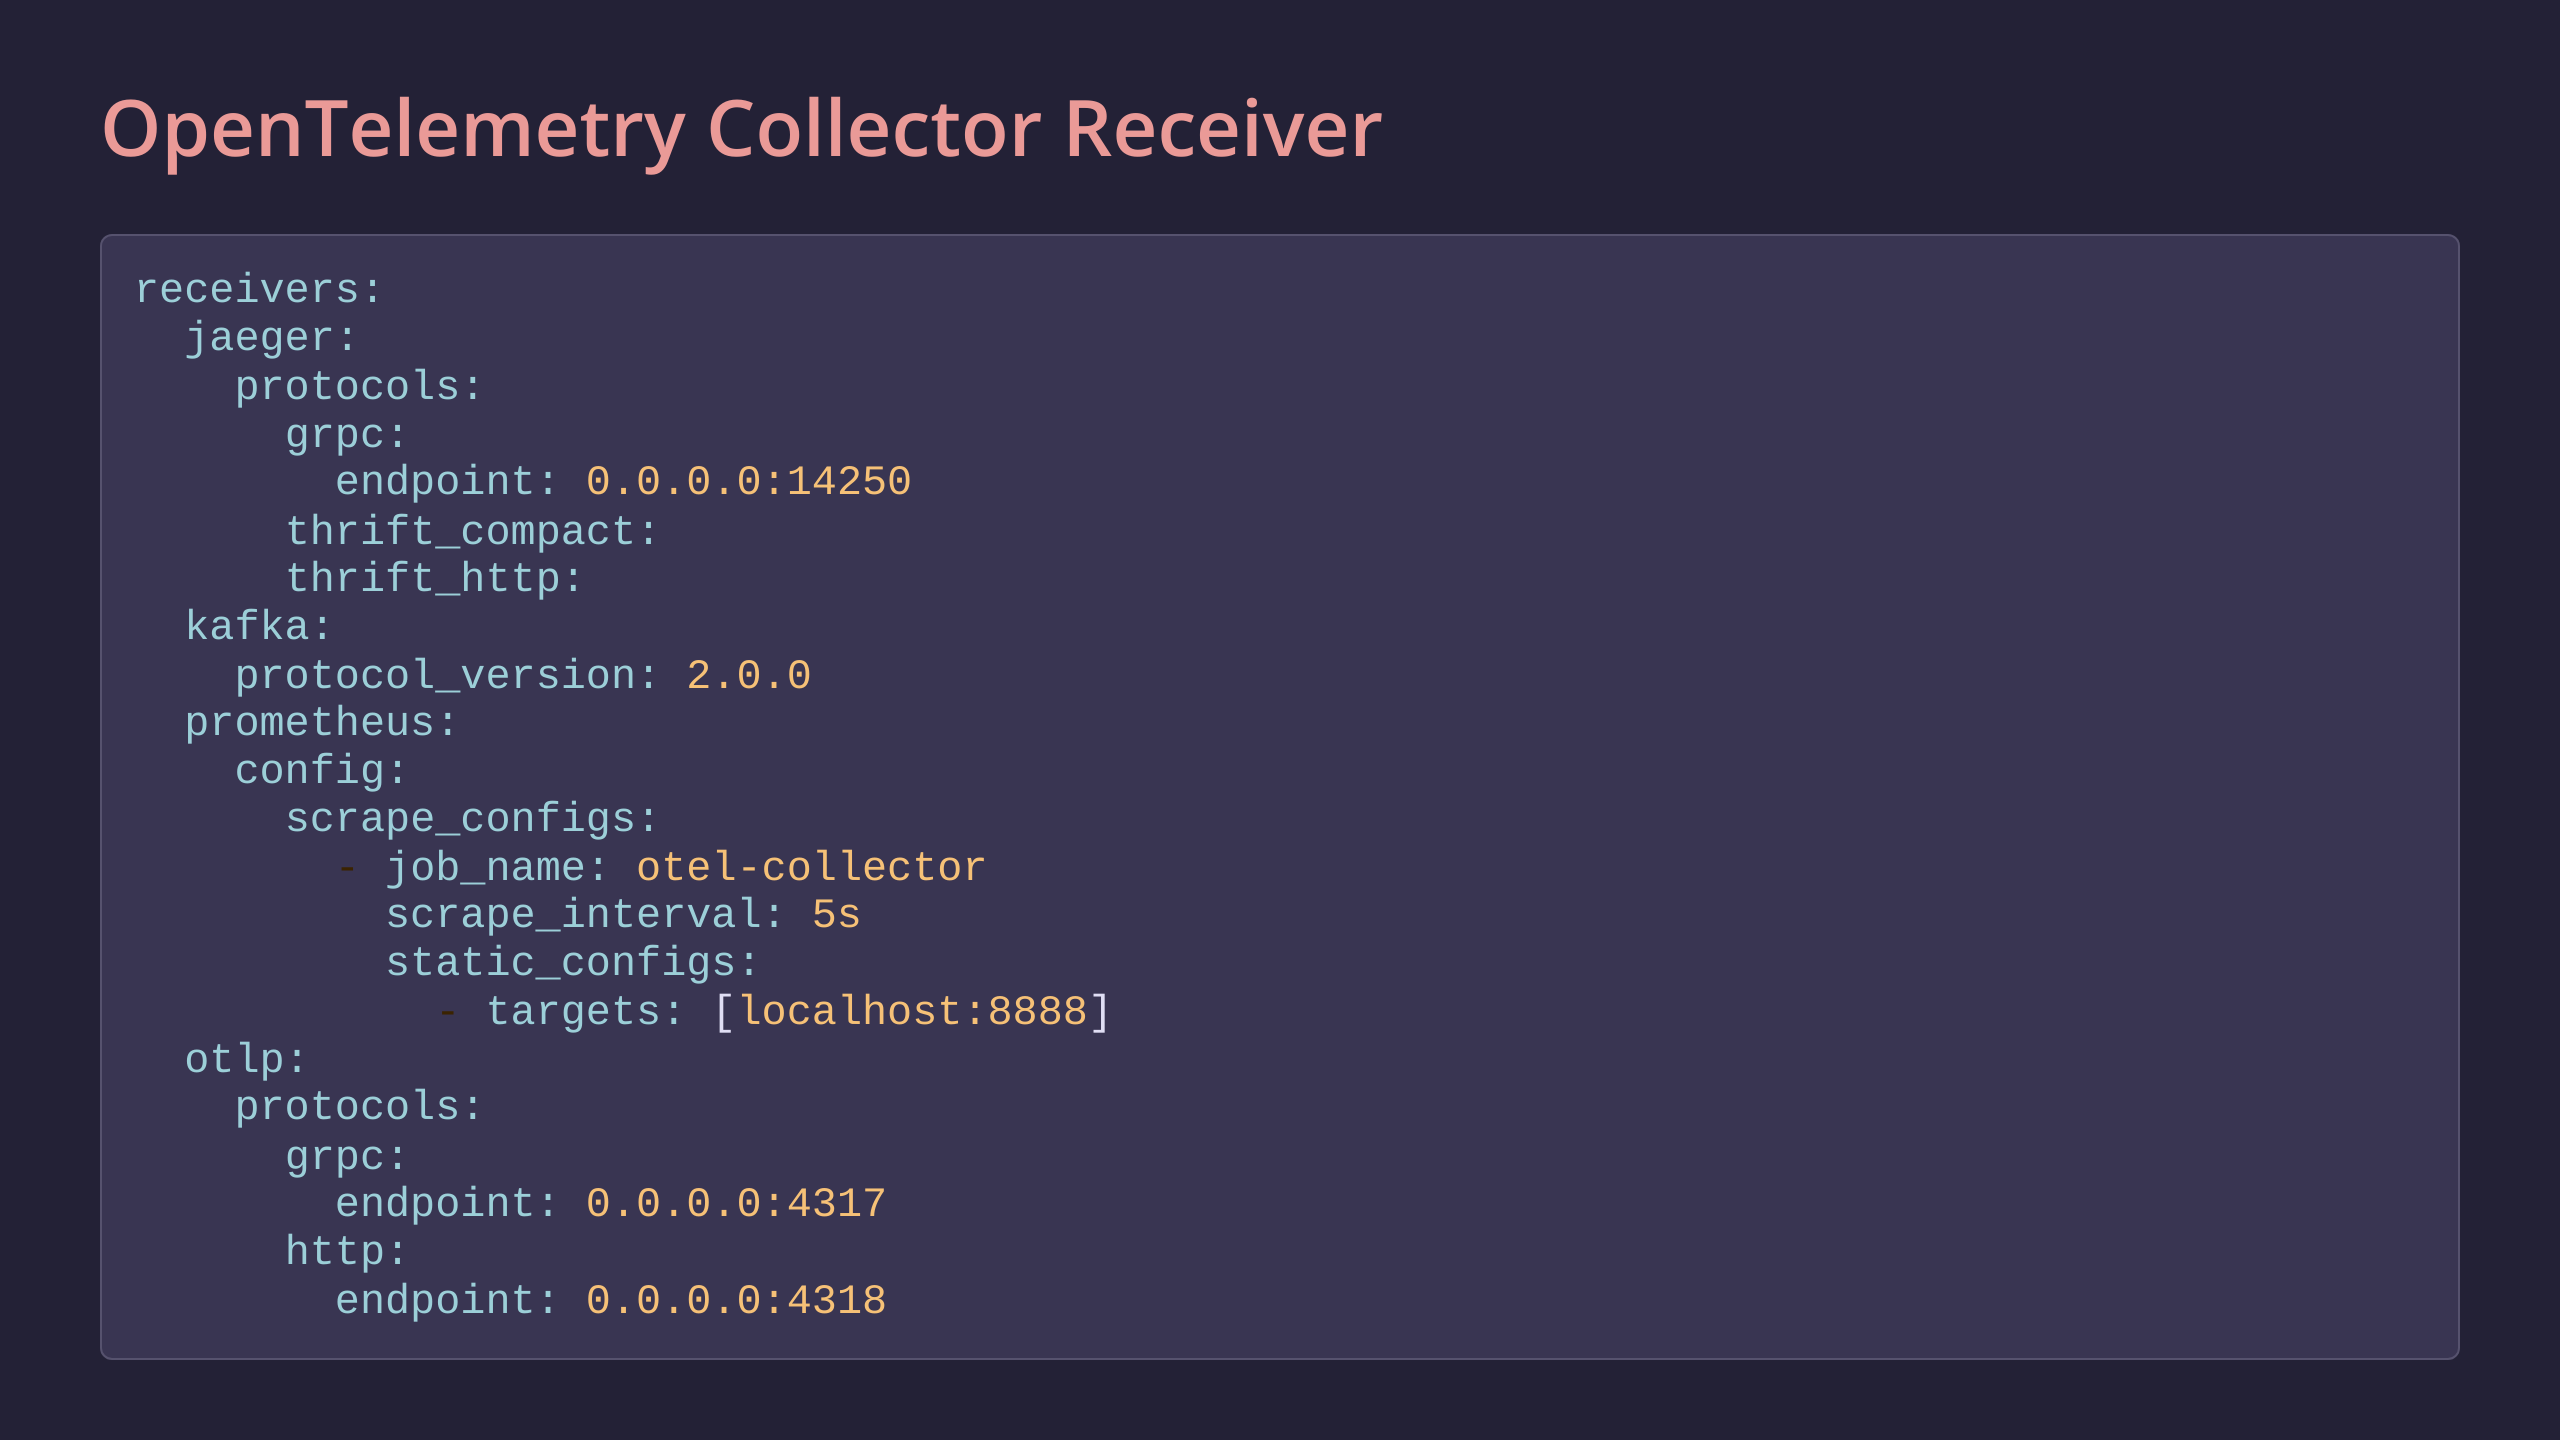 OpenTelemetry Collector Receiver
receivers:
  jaeger:
    protocols:
      grpc:
        endpoint: 0.0.0.0:14250
      thrift_compact:
      thrift_http:
  kafka:
    protocol_version: 2.0.0
  prometheus:
    config:
      scrape_configs:
        - job_name: otel-collector
          scrape_interval: 5s
          static_configs:
            - targets: [localhost:8888]
  otlp:
    protocols:
      grpc:
        endpoint: 0.0.0.0:4317
      http:
        endpoint: 0.0.0.0:4318